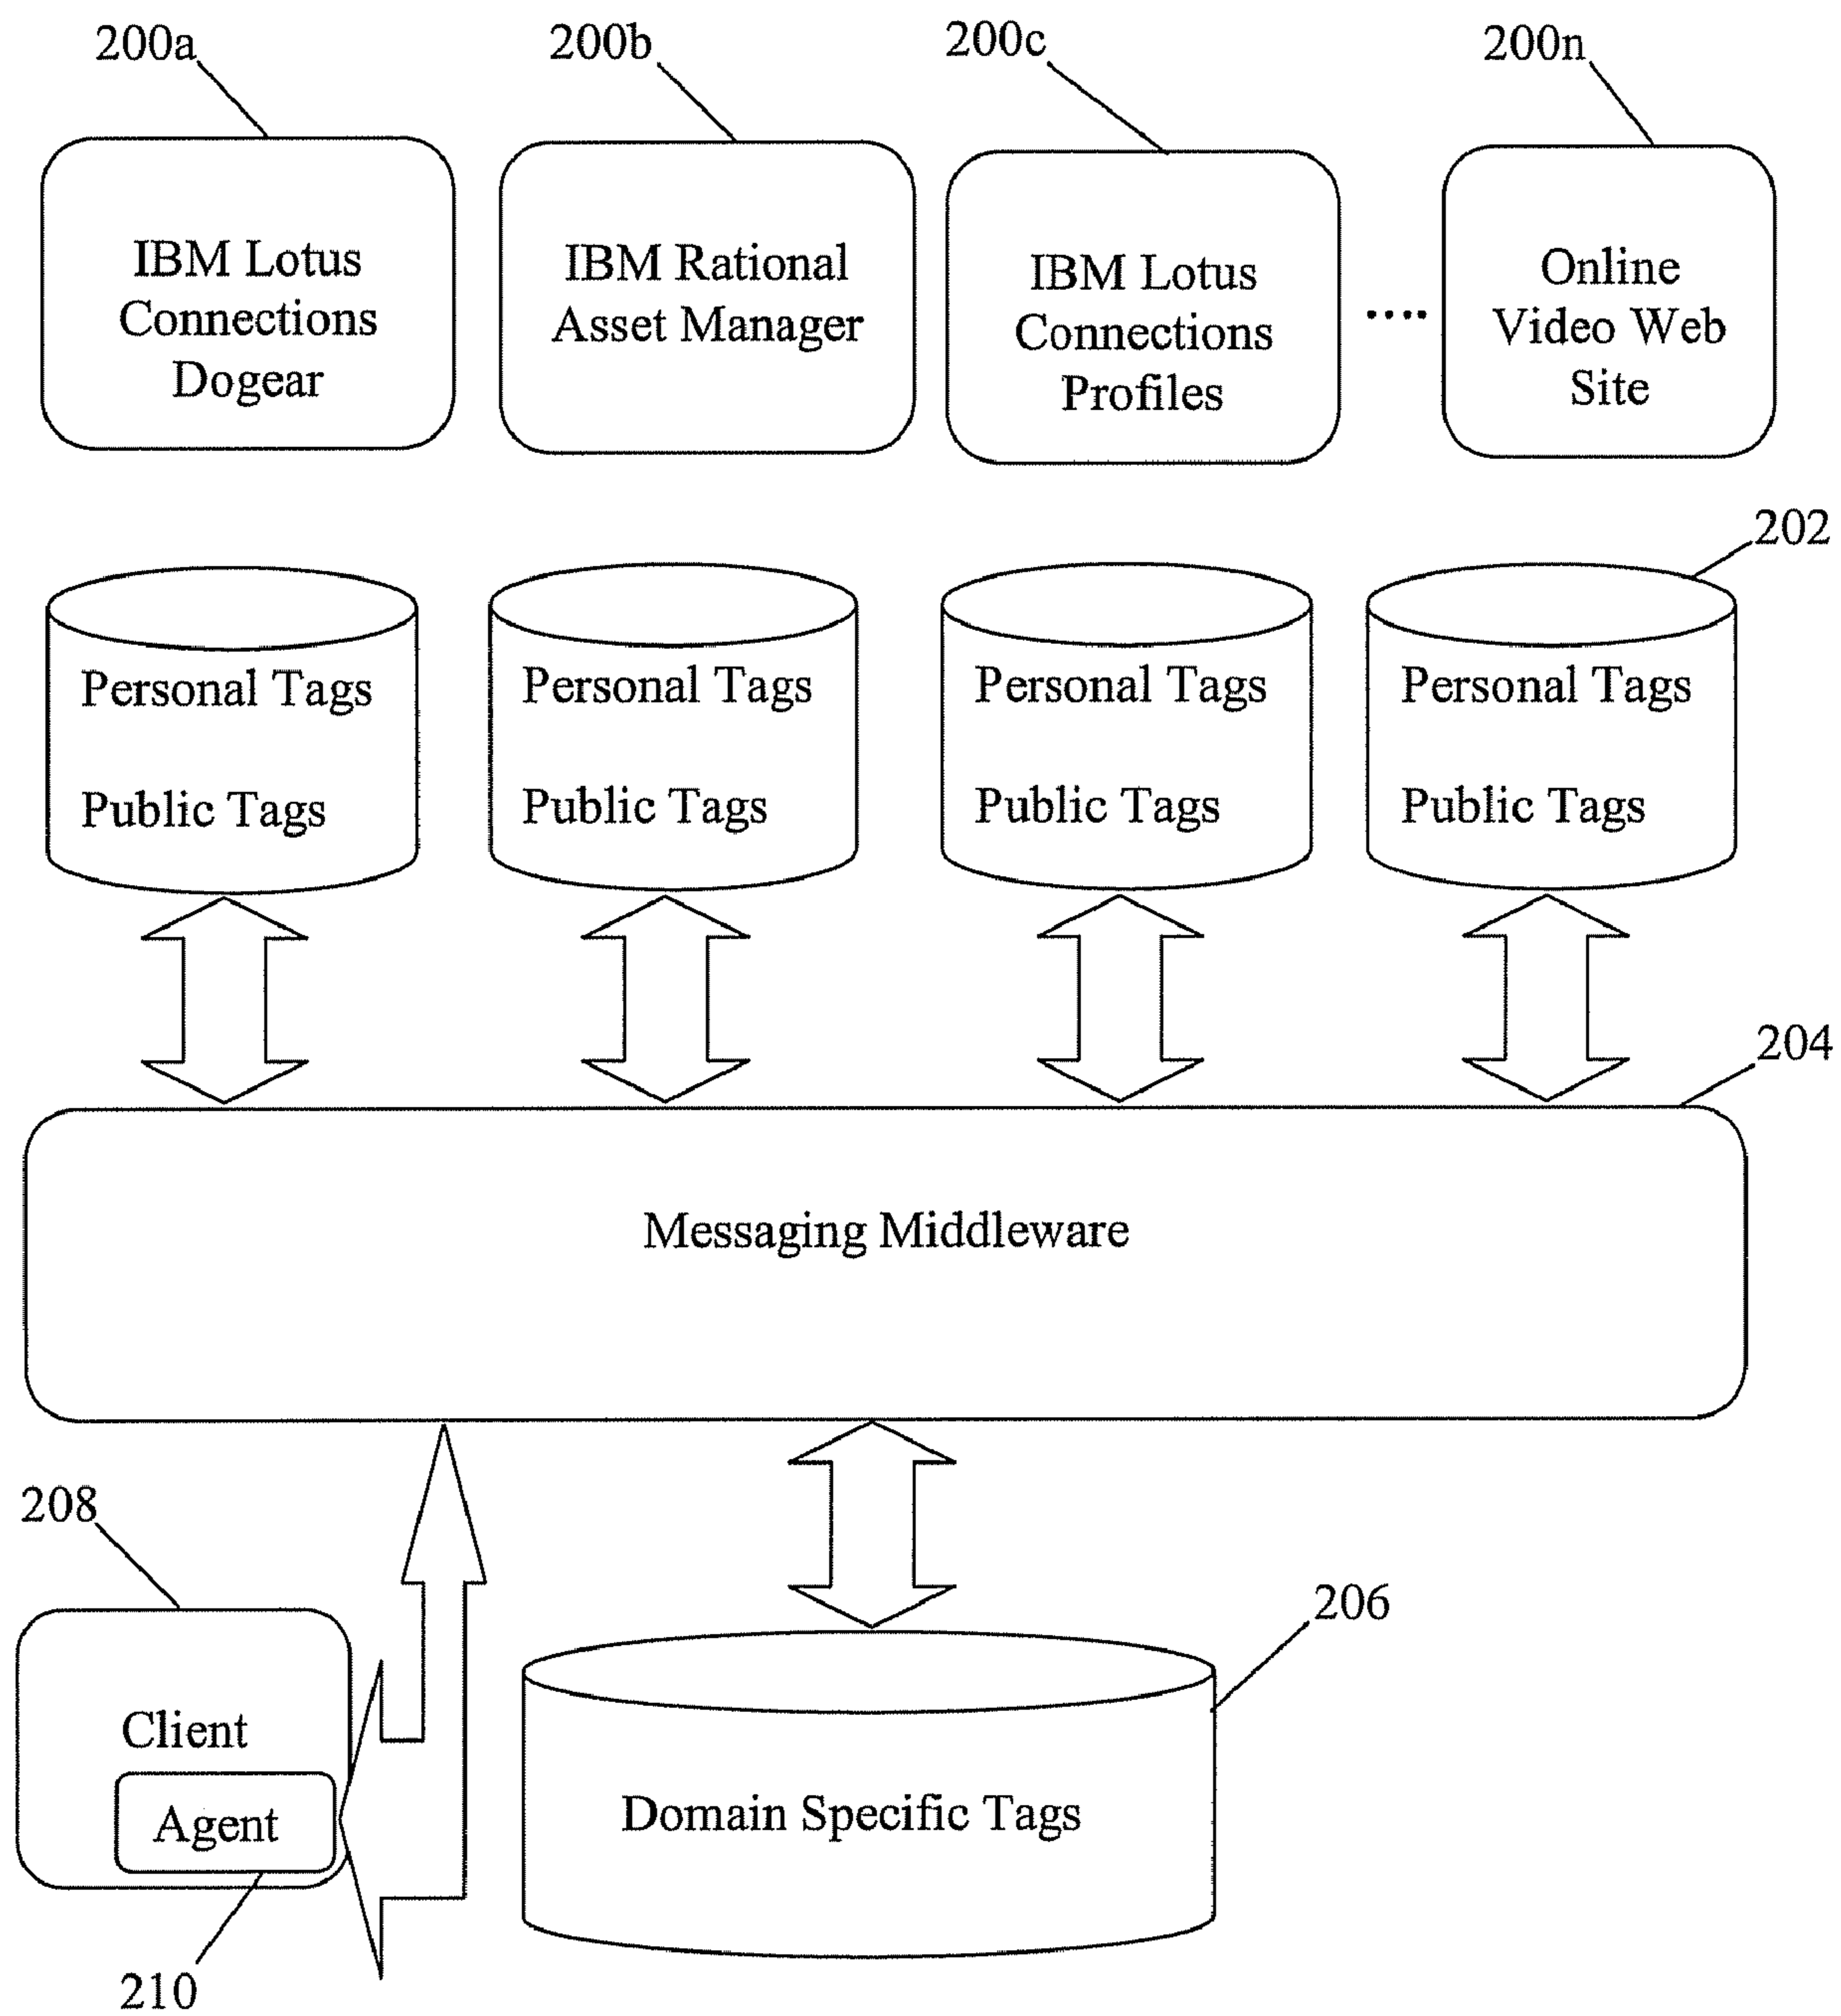 200a
200b
200c
200n
IBM Lotus
Connections
Dogear
IBM Rational
Asset Manager
IBM Lotus
Connections
Profiles
....
Online
Video Web
Site
202
Personal Tags
Public Tags
Personal Tags
Public Tags
Personal Tags
Public Tags
Personal Tags
Public Tags
204
Messaging Middleware
208
Client
Agent
210
206
Domain Specific Tags